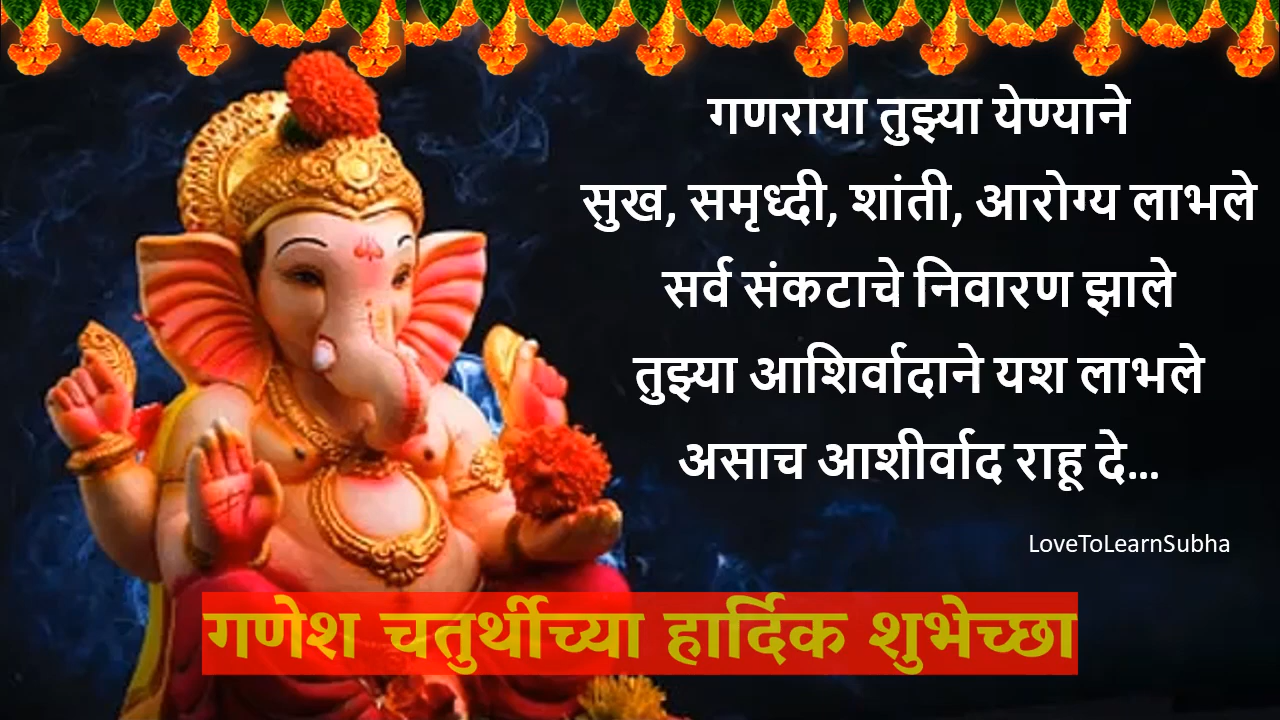 गणराया तुझ्या येण्याने
सुख, समृध्दी, शांती, आरोग्य लाभले
सर्व संकटाचे निवारण झाले
तुझ्या आशिर्वादाने यश लाभले
असाच आशीर्वाद राहू दे...
LoveToLearnSubha
गणेश चतुर्थीच्या हार्दिक शुभेच्छा